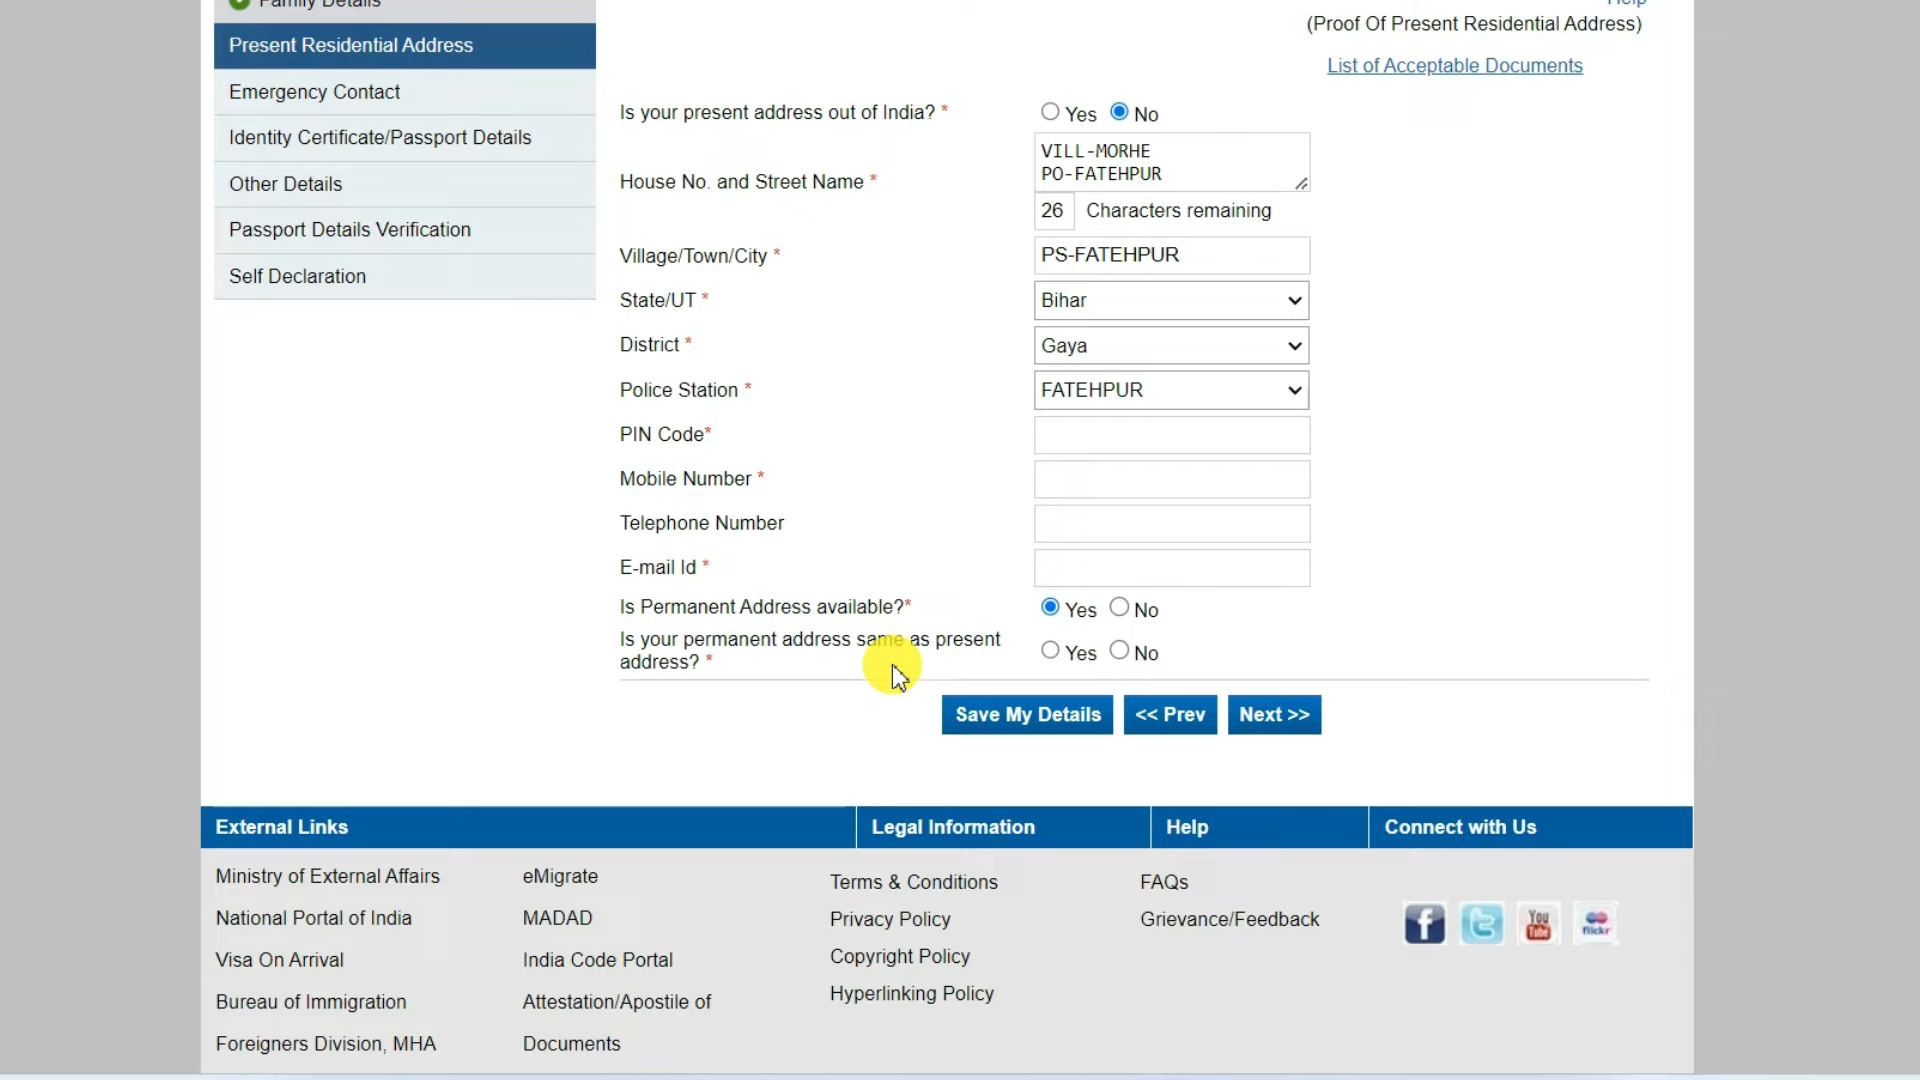 Family Details
Present Residential Address
Emergency Contact
Identity Certificate/Passport Details
Other Details
Passport Details Verification
Self Declaration
Help
(Proof Of Present Residential Address)
List of Acceptable Documents
Is your present address out of India? * Yes No
House No. and Street Name * VILL-MORHE
PO-FATEHPUR
26 Characters remaining
Village/Town/City * PS-FATEHPUR
State/UT * Bihar
District * Gaya
Police Station * FATEHPUR
PIN Code*
Mobile Number *
Telephone Number
E-mail Id *
Is Permanent Address available?* Yes No
Is your permanent address same as present
address? * Yes No
Save My Details << Prev Next >>
External Links Legal Information Help Connect with Us
Ministry of External Affairs
National Portal of India
Visa On Arrival
Bureau of Immigration
Foreigners Division, MHA
eMigrate
MADAD
India Code Portal
Attestation/Apostile of
Documents
Terms & Conditions
Privacy Policy
Copyright Policy
Hyperlinking Policy
FAQs
Grievance/Feedback
You
Tube
flickr